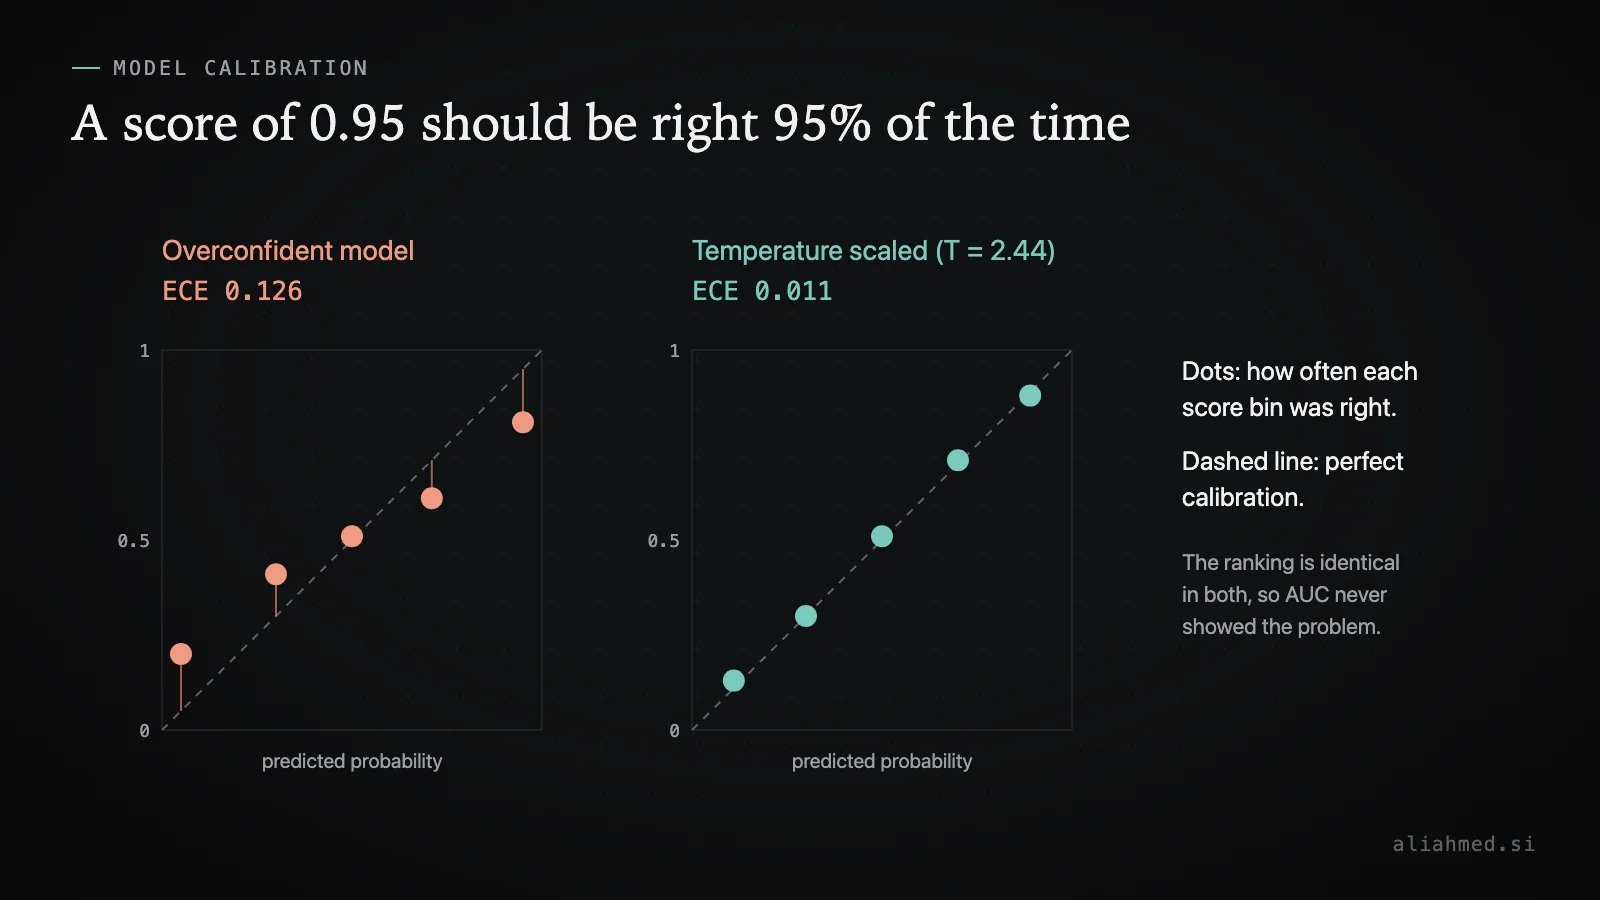 MODEL CALIBRATION
A score of 0.95 should be right 95% of the time
Overconfident model
ECE 0.126
1
0.5
0
predicted probability
Temperature scaled (T = 2.44)
ECE 0.011
1
0.5
0
predicted probability
Dots: how often each
score bin was right.
Dashed line: perfect
calibration.
The ranking is identical
in both, so AUC never
showed the problem.
aliahmed.si